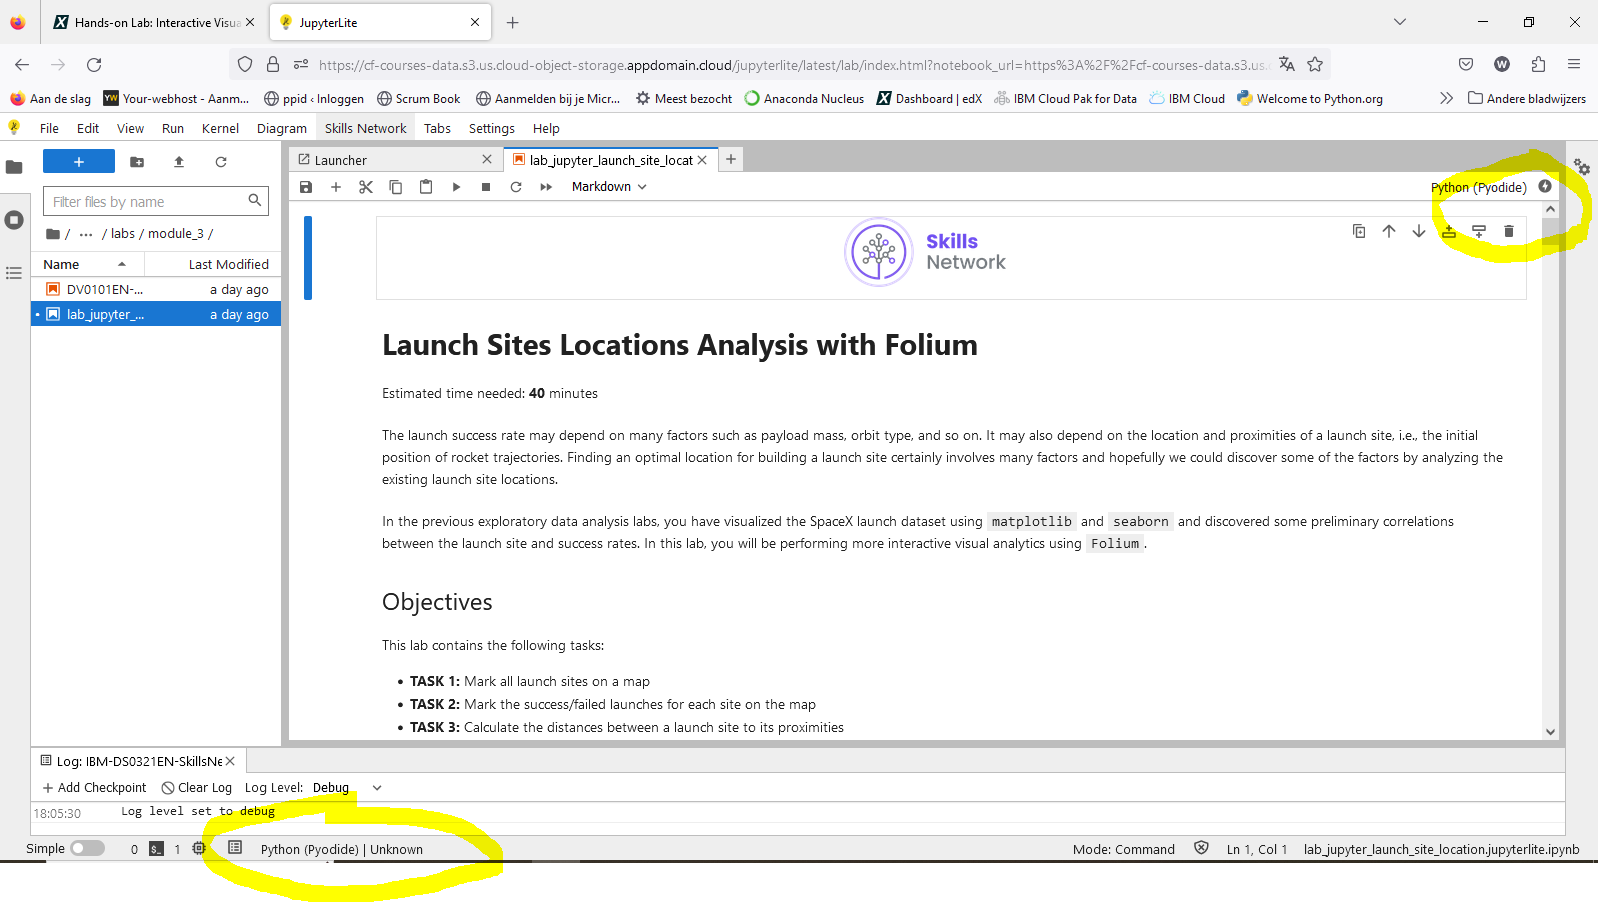 Hands-on Lab: Interactive Visua
JupyterLite
https://cf-courses-data.s3.us.cloud-object-storage.appdomain.cloud/jupyterlite/latest/lab/index.html?notebook_url=https%3A%2F%2Fcf-courses-data.s3.us.c
Aan de slag
Your-webhost - Aanm...
ppid ‹ Inloggen
Scrum Book
Aanmelden bij je Micr...
Meest bezocht
Anaconda Nucleus
Dashboard | edX
IBM Cloud Pak for Data
IBM Cloud
Welcome to Python.org
Andere bladwijzers
File Edit View Run Kernel Diagram Skills Network Tabs Settings Help
Launcher
lab_jupyter_launch_site_locat
Markdown
Python (Pyodide)
Filter files by name
/ ··· / labs / module_3 /
Name Last Modified
DV0101EN-... a day ago
lab_jupyter_... a day ago
Skills
Network
Launch Sites Locations Analysis with Folium
Estimated time needed: 40 minutes
The launch success rate may depend on many factors such as payload mass, orbit type, and so on. It may also depend on the location and proximities of a launch site, i.e., the initial
position of rocket trajectories. Finding an optimal location for building a launch site certainly involves many factors and hopefully we could discover some of the factors by analyzing the
existing launch site locations.
In the previous exploratory data analysis labs, you have visualized the SpaceX launch dataset using matplotlib and seaborn and discovered some preliminary correlations
between the launch site and success rates. In this lab, you will be performing more interactive visual analytics using Folium.
Objectives
This lab contains the following tasks:
• TASK 1: Mark all launch sites on a map
• TASK 2: Mark the success/failed launches for each site on the map
• TASK 3: Calculate the distances between a launch site to its proximities
Log: IBM-DS0321EN-SkillsNe
Add Checkpoint Clear Log Log Level: Debug
18:05:30 Log level set to debug
Simple 0 $_ 1 Python (Pyodide) | Unknown Mode: Command Ln 1, Col 1 lab_jupyter_launch_site_location.jupyterlite.ipynb